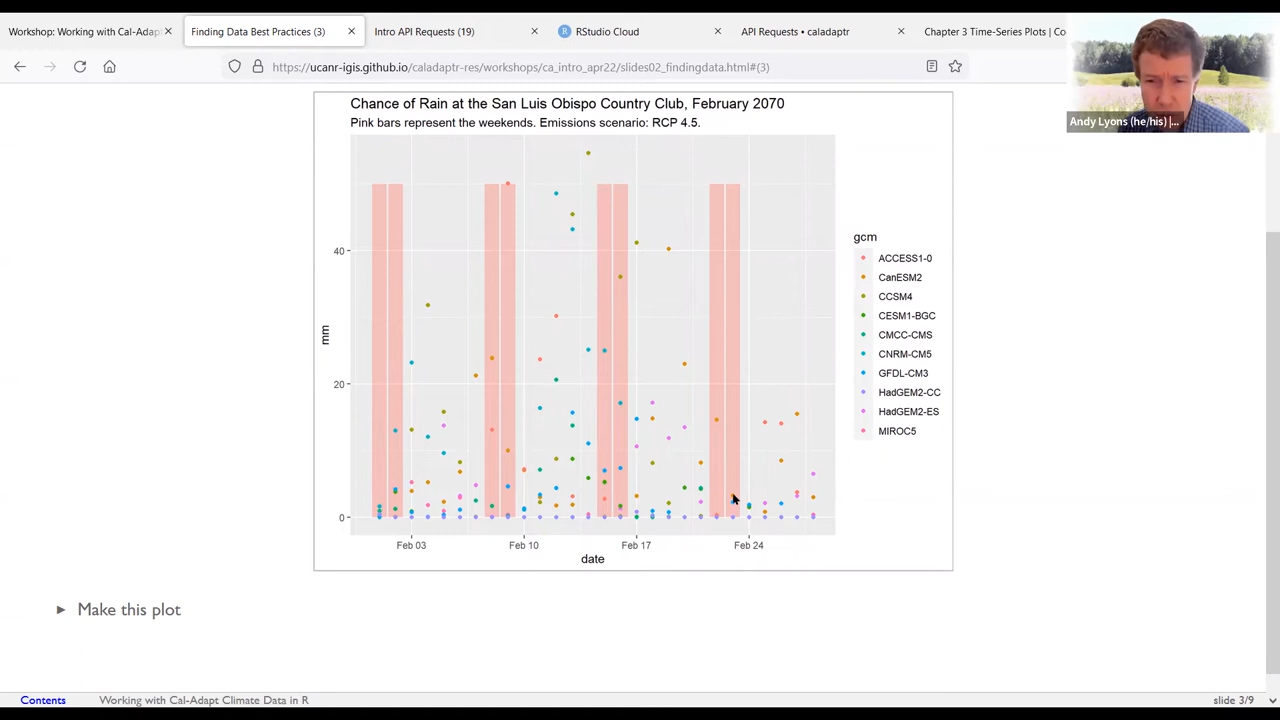 Workshop: Working with Cal-Adapt
Finding Data Best Practices (3)
Intro API Requests (19)
RStudio Cloud
API Requests • caladaptr
Chapter 3 Time-Series Plots | Co
https://ucanr-igis.github.io/caladaptr-res/workshops/ca_intro_apr22/slides02_findingdata.html#(3)
Andy Lyons (he/his) |...
Chance of Rain at the San Luis Obispo Country Club, February 2070
Pink bars represent the weekends. Emissions scenario: RCP 4.5.
mm
40
20
0
Feb 03
Feb 10
Feb 17
Feb 24
date
gcm
ACCESS1-0
CanESM2
CCSM4
CESM1-BGC
CMCC-CMS
CNRM-CM5
GFDL-CM3
HadGEM2-CC
HadGEM2-ES
MIROC5
Make this plot
Contents
Working with Cal-Adapt Climate Data in R
slide 3/9